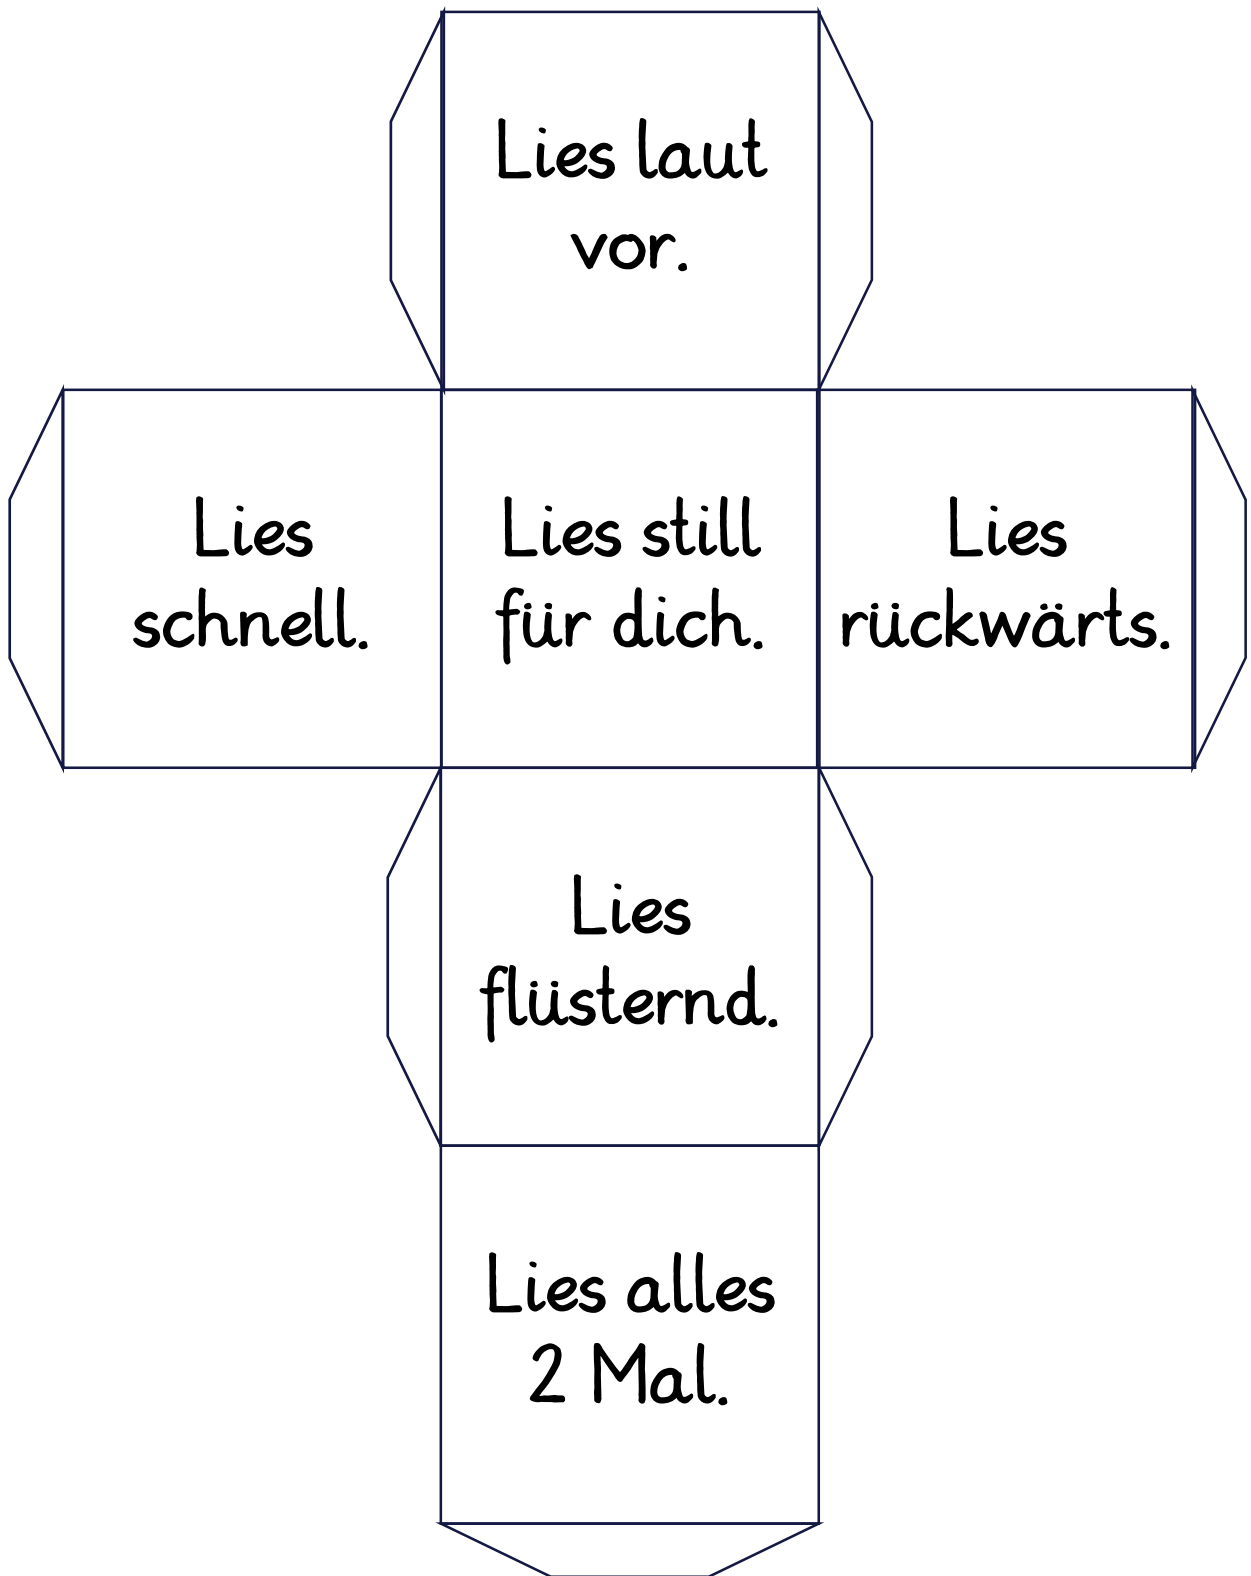 Lies laut
vor.
Lies
schnell.
Lies still
für dich.
Lies
rückwärts.
Lies
flüsternd.
Lies alles
2 Mal.